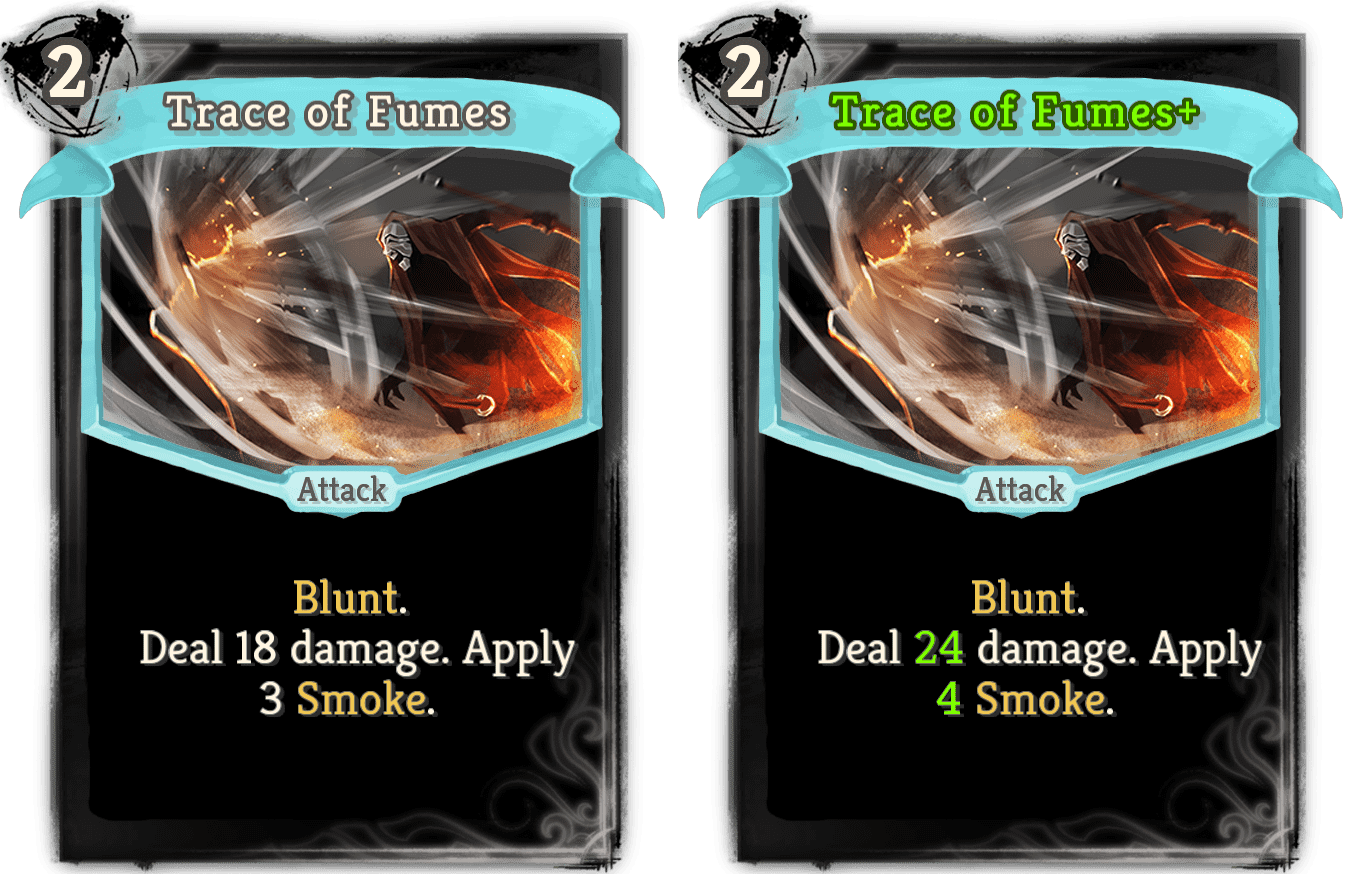 2
Trace of Fumes
Attack
Blunt.
Deal 18 damage. Apply
3 Smoke.
2
Trace of Fumes+
Attack
Blunt.
Deal 24 damage. Apply
4 Smoke.